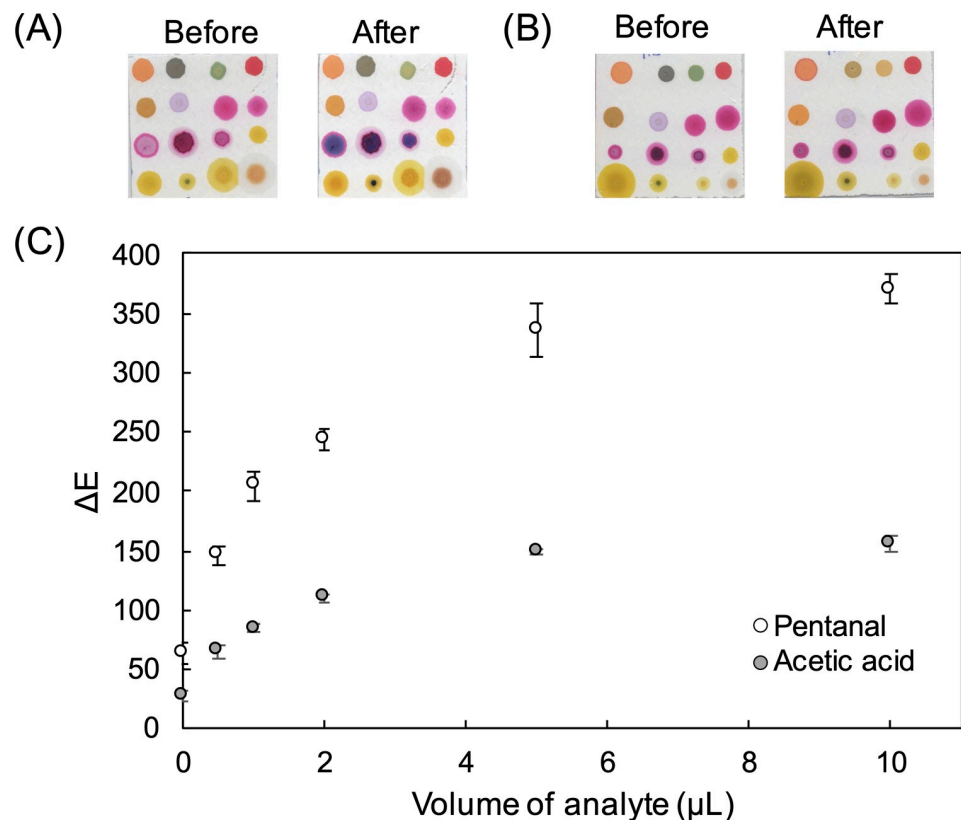 (A)
Before
After
(B)
Before
After
(C)
400
350
300
250
200
150
100
50
0
ΔE
0
2
4
6
8
10
Volume of analyte (μL)
Pentanal
Acetic acid